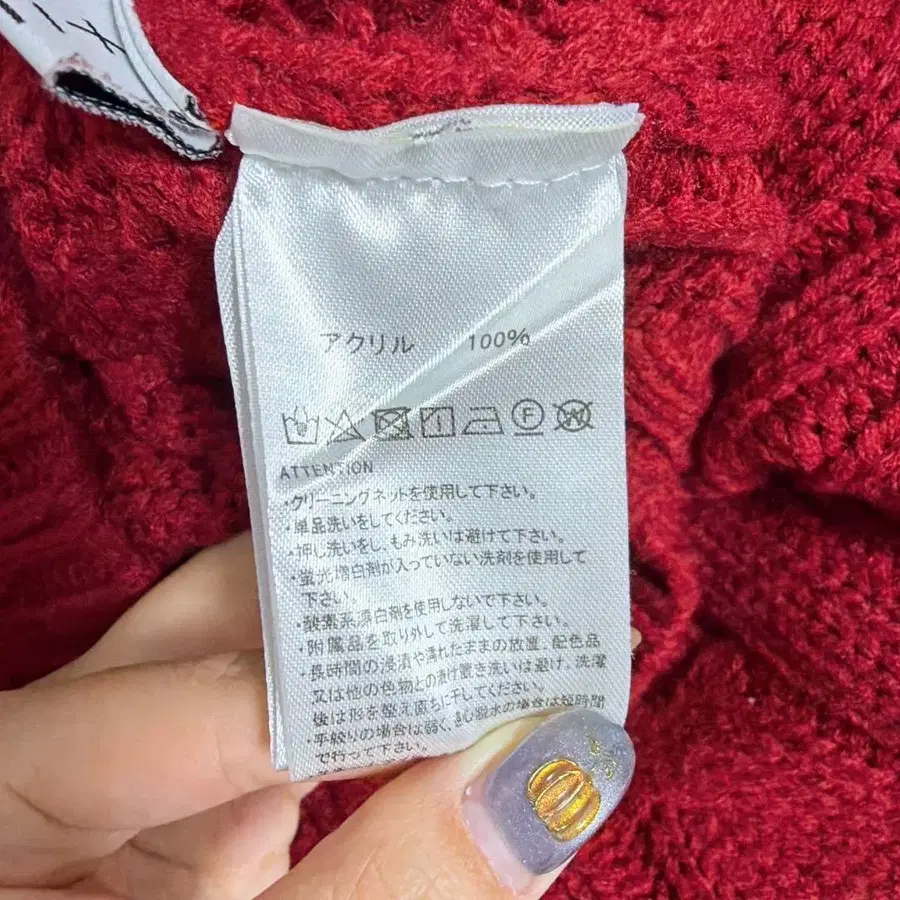 アクリル 100%
F W
ATTENTION
・クリーニングネットを使用して下さい。
・単品洗いをしてください。
・押し洗いをし、もみ洗いは避けて下さい。
・蛍光増白剤が入っていない洗剤を使用して
下さい。
・酸素系漂白剤を使用しないで下さい。
・附属品を取り外して洗濯して下さい。
・長時間の浸漬や濡れたままの放置、配色品
又は他の色物との漬け置き洗いは避け、洗濯
後は形を整え直ちに干してください。
・手絞りの場合は弱く、遠心脱水の場合は短時間
で行って下さい。